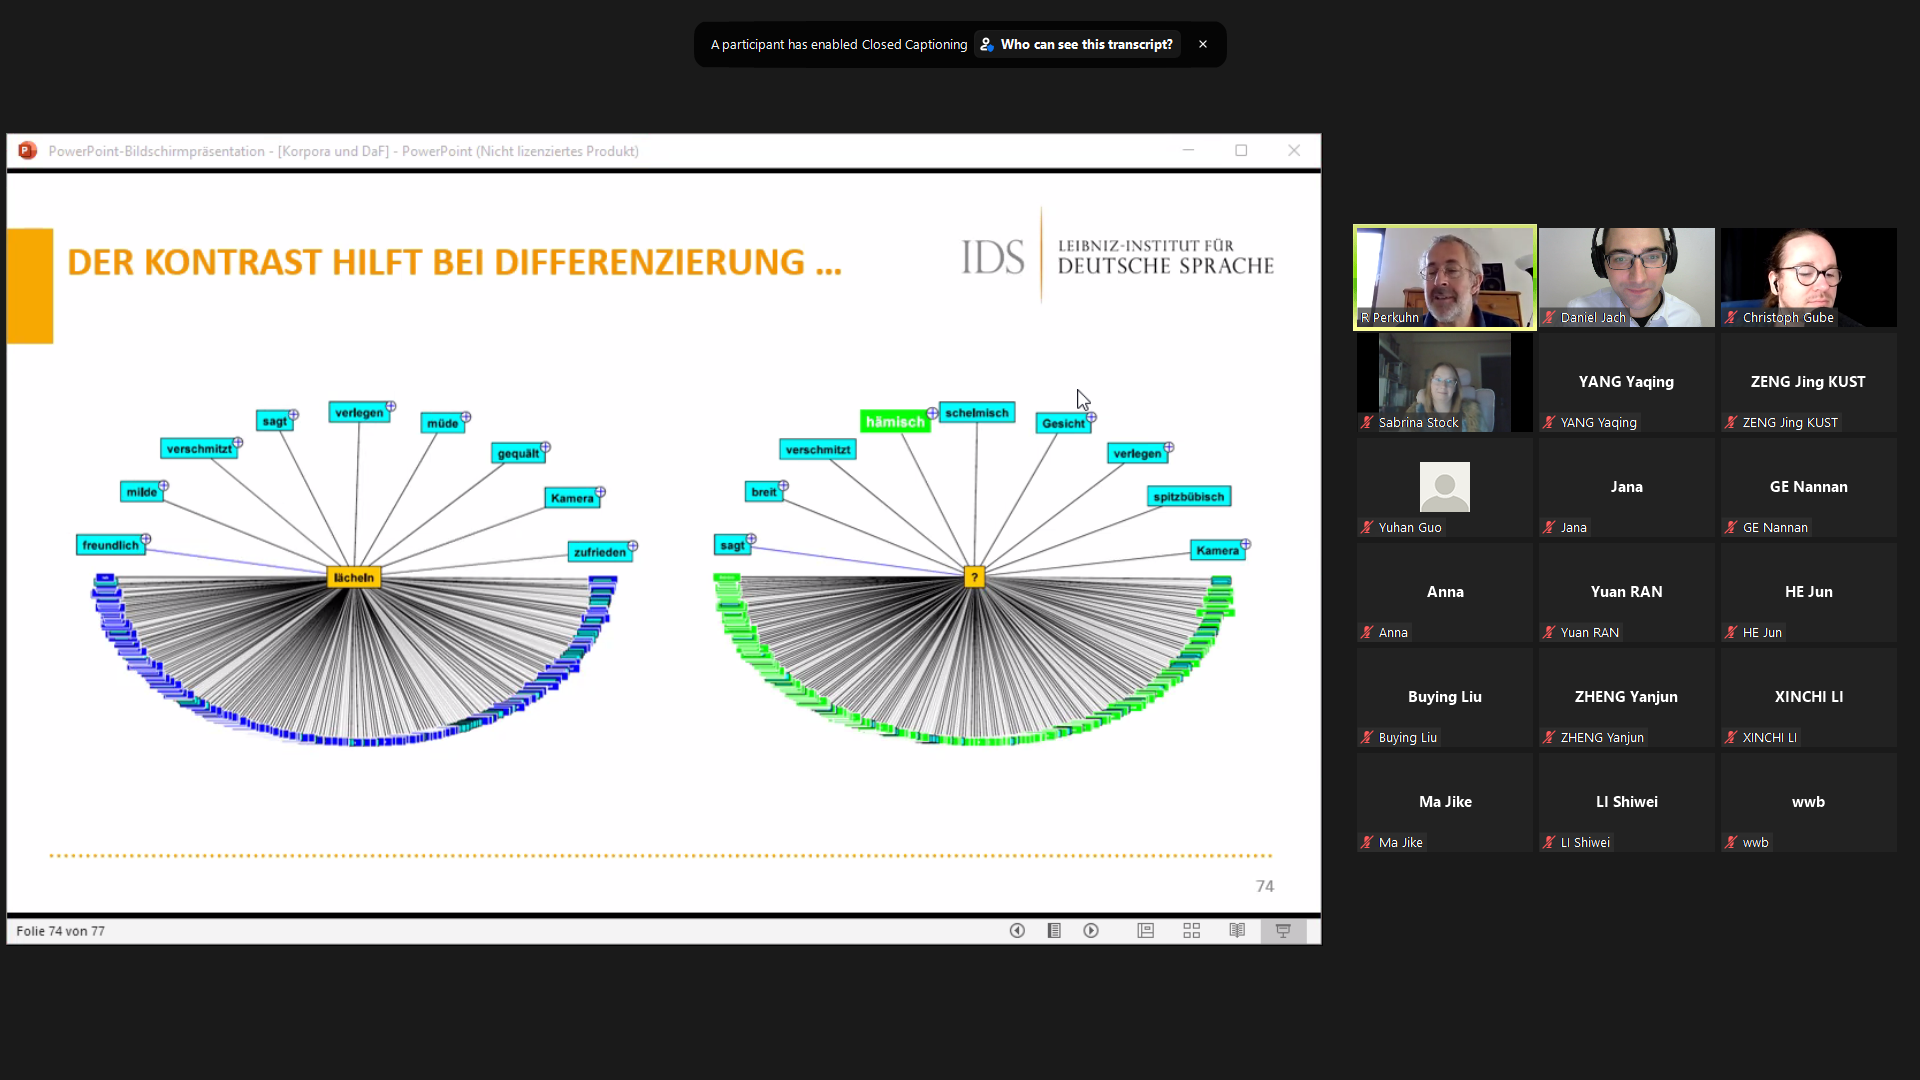 A participant has enabled Closed Captioning Who can see this transcript?
PowerPoint-Bildschirmpräsentation - [Korpora und DaF] - PowerPoint (Nicht lizenziertes Produkt)
DER KONTRAST HILFT BEI DIFFERENZIERUNG ...
IDS
LEIBNIZ-INSTITUT FÜR
DEUTSCHE SPRACHE
verlegen
sagt
müde
verschmitzt
gequält
milde
Kamera
freundlich
zufrieden
lächeln
schelmisch
hämisch
Gesicht
verschmitzt
verlegen
breit
spitzbübisch
sagt
Kamera
?
74
Folie 74 von 77
R Perkuhn
Daniel Jach
Christoph Gube
Sabrina Stock
YANG Yaqing
YANG Yaqing
ZENG Jing KUST
ZENG Jing KUST
Yuhan Guo
Jana
Jana
GE Nannan
GE Nannan
Anna
Anna
Yuan RAN
Yuan RAN
HE Jun
HE Jun
Buying Liu
Buying Liu
ZHENG Yanjun
ZHENG Yanjun
XINCHI LI
XINCHI LI
Ma Jike
Ma Jike
LI Shiwei
LI Shiwei
wwb
wwb